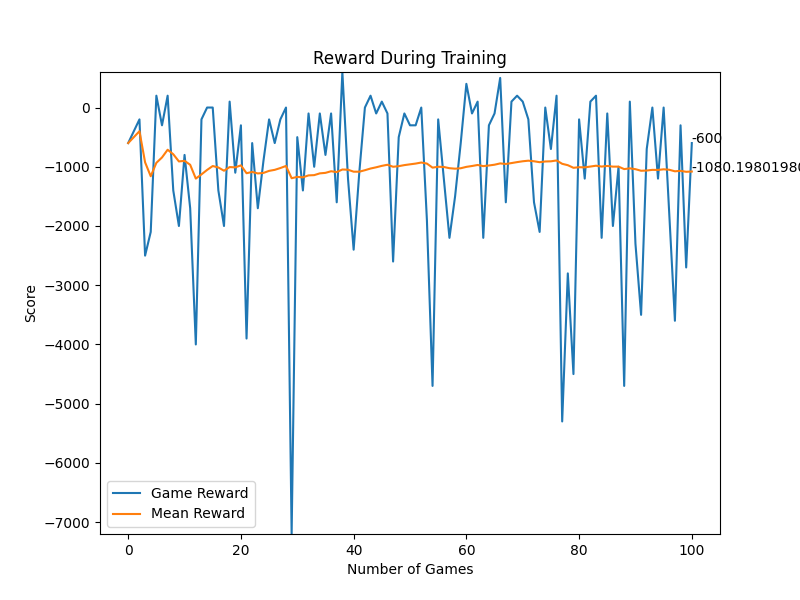 Reward During Training
0
−1000
−2000
−3000
−4000
−5000
−6000
−7000
Score
-600
-1080.1980198
Game Reward
Mean Reward
0 20 40 60 80 100
Number of Games